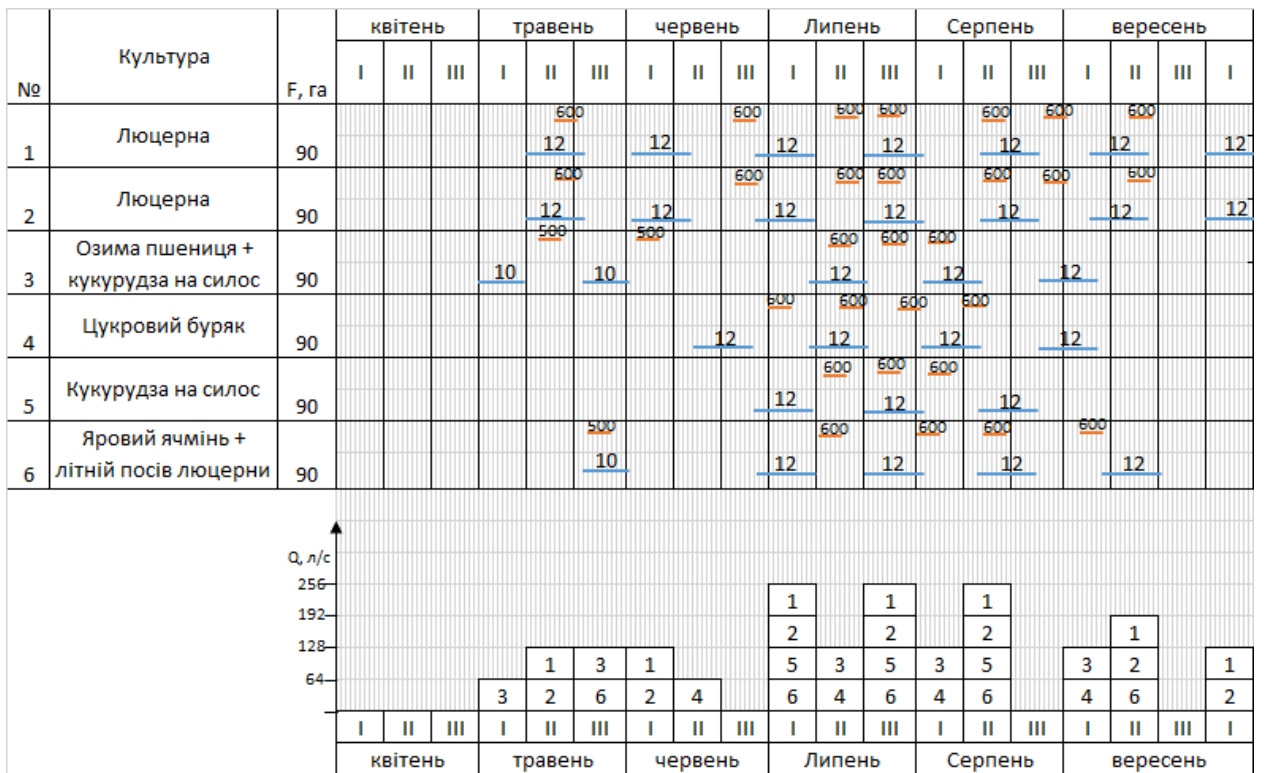 квітень травень червень Липень Серпень вересень
№ Культура F, га I II III I II III I II III I II III I II III I II III I
600 600 600 600 600 600 600
1 Люцерна 90 12 12 12 12 12 12 12
600 600 600 600 600 600 600
2 Люцерна 90 12 12 12 12 12 12 12
500 500 600 600 600
3 Озима пшениця +
кукурудза на силос 90 10 10 12 12 12
600 600 600 600
4 Цукровий буряк 90 12 12 12 12
600 600 600
5 Кукурудза на силос 90 12 12 12
500 600 600 600 600
6 Яровий ячмінь +
літній посів люцерни 90 10 12 12 12 12
Q, л/с
256
192 1 1 1
128 2 2 2 1
64 1 3 1 5 3 5 3 5 3 2 1
3 2 6 2 4 6 4 6 4 6 4 6 2
I II III I II III I II III I II III I II III I II III I
квітень травень червень Липень Серпень вересень